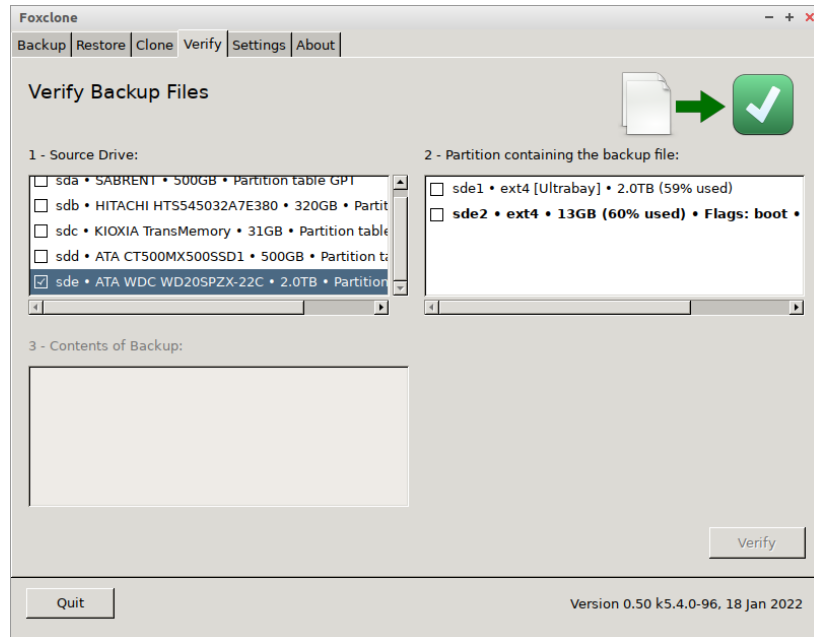 Foxclone
Backup Restore Clone Verify Settings About
Verify Backup Files
1 - Source Drive:
sda • SABRENT • 500GB • Partition table GPT
sdb • HITACHI HTS545032A7E380 • 320GB • Partit
sdc • KIOXIA TransMemory • 31GB • Partition table
sdd • ATA CT500MX500SSD1 • 500GB • Partition ta
sde • ATA WDC WD20SPZX-22C • 2.0TB • Partition
2 - Partition containing the backup file:
sde1 • ext4 [Ultrabay] • 2.0TB (59% used)
sde2 • ext4 • 13GB (60% used) • Flags: boot •
3 - Contents of Backup:
Verify
Quit
Version 0.50 k5.4.0-96, 18 Jan 2022